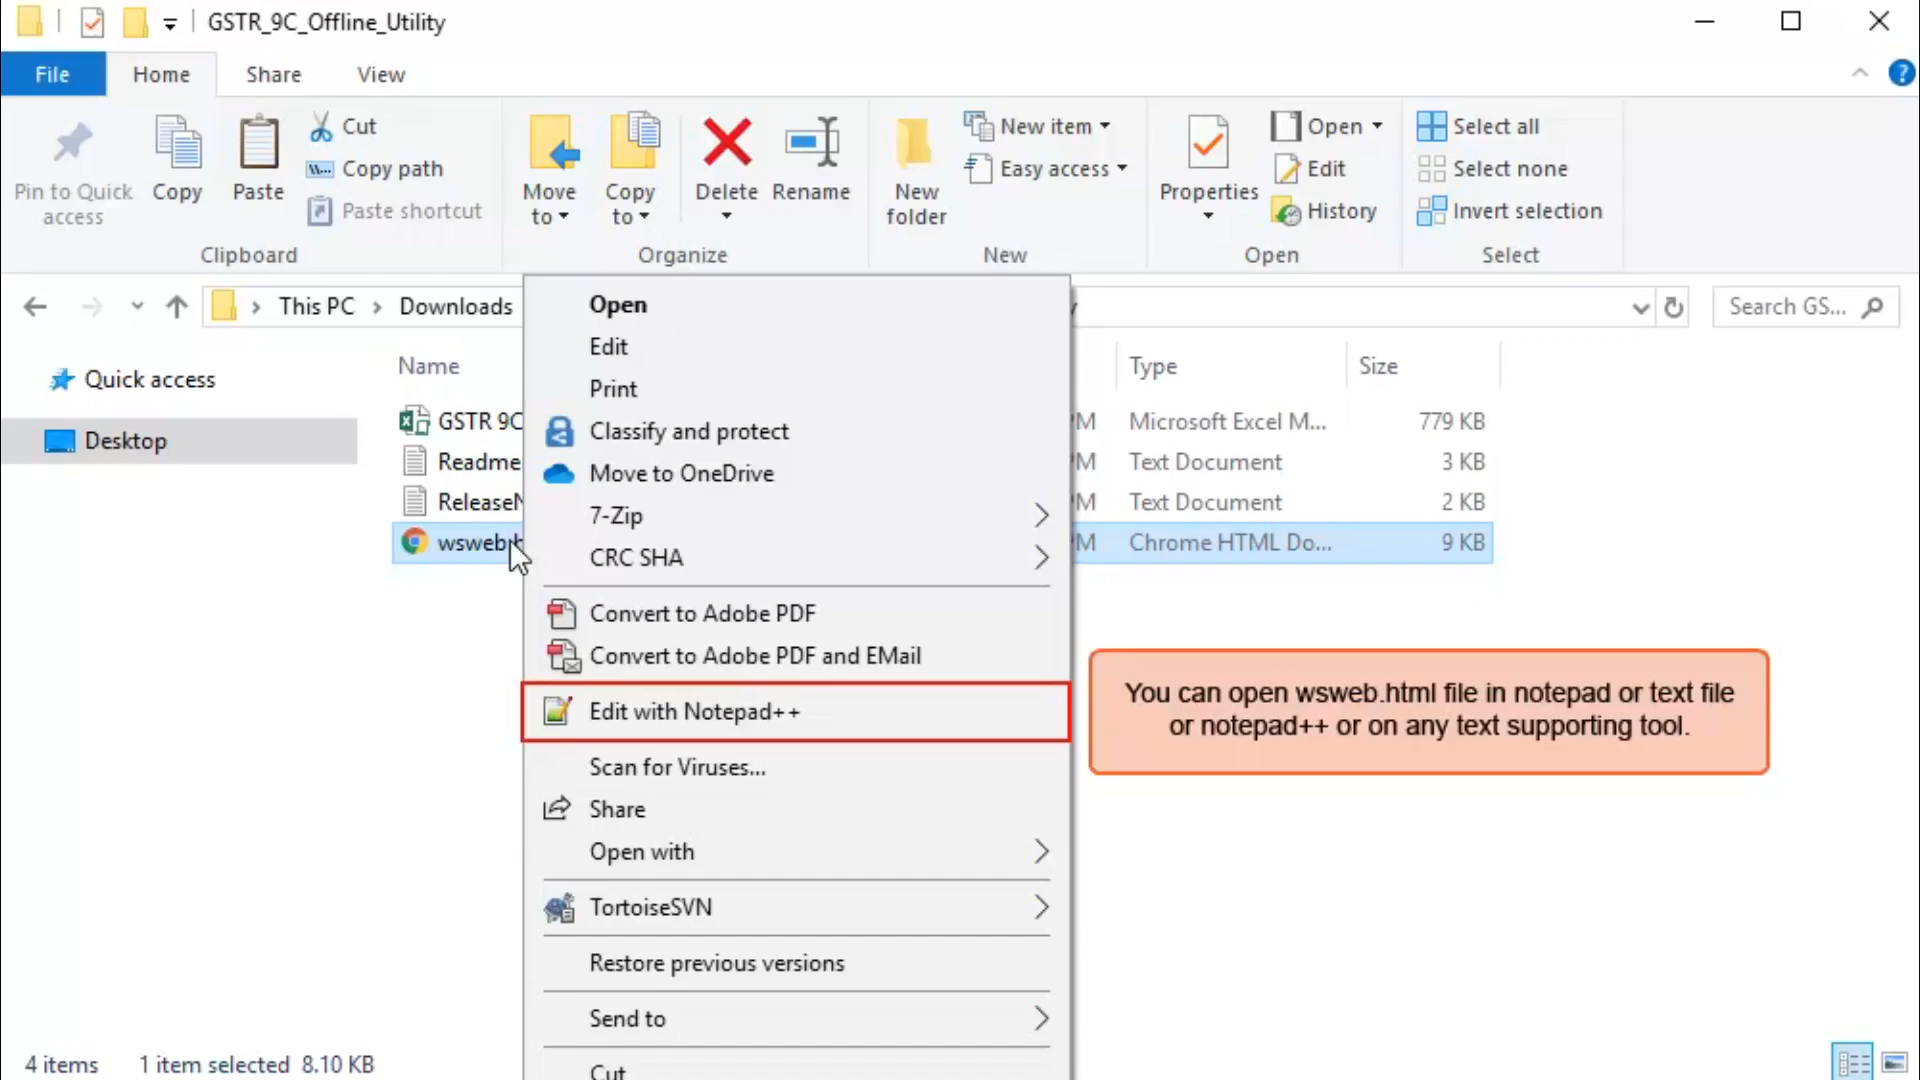 GSTR_9C_Offline_Utility
File
Home
Share
View
Pin to Quick
access
Copy
Paste
Cut
Copy path
Paste shortcut
Clipboard
Move
to
Copy
to
Delete
Rename
Organize
New
folder
New item
Easy access
New
Properties
Open
Edit
History
Open
Select all
Select none
Invert selection
Select
This PC
Downloads
Search GS...
Quick access
Desktop
Name
Type
Size
GSTR 9C
Microsoft Excel M...
779 KB
Readme
Text Document
3 KB
Text Document
2 KB
wsweb
Chrome HTML Do...
9 KB
Open
Edit
Print
Classify and protect
Move to OneDrive
7-Zip
CRC SHA
Convert to Adobe PDF
Convert to Adobe PDF and EMail
Edit with Notepad++
Scan for Viruses...
Share
Open with
TortoiseSVN
Restore previous versions
Send to
Cut
You can open wsweb.html file in notepad or text file
or notepad++ or on any text supporting tool.
4 items
1 item selected 8.10 KB